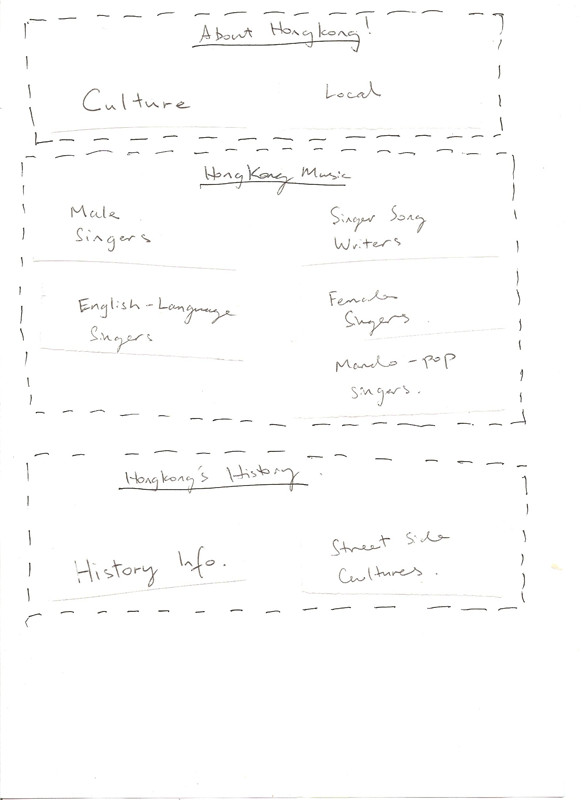 About Hongkong!
Culture
Local
HongKong Music
Male
Singers
Singer Song
Writers
English-Language
Singers
Female
Singers
Mando-pop
singers.
Hongkong's History
History Info.
Street Side
Cultures.